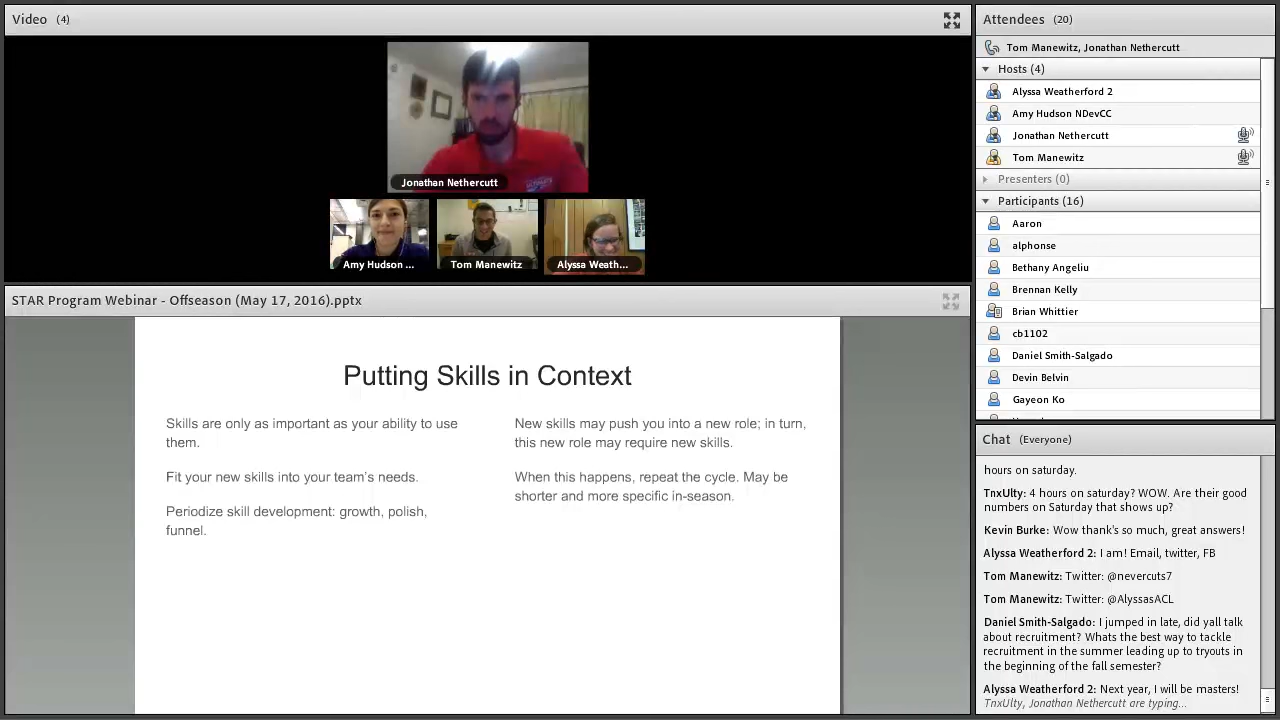 Video (4)
Jonathan Nethercutt
Amy Hudson ...
Tom Manewitz
Alyssa Weath...
STAR Program Webinar - Offseason (May 17, 2016).pptx
Putting Skills in Context
Skills are only as important as your ability to use
them.
Fit your new skills into your team's needs.
Periodize skill development: growth, polish,
funnel.
New skills may push you into a new role; in turn,
this new role may require new skills.
When this happens, repeat the cycle. May be
shorter and more specific in-season.
Attendees (20)
Tom Manewitz, Jonathan Nethercutt
Hosts (4)
Alyssa Weatherford 2
Amy Hudson NDevCC
Jonathan Nethercutt
Tom Manewitz
Presenters (0)
Participants (16)
Aaron
alphonse
Bethany Angeliu
Brennan Kelly
Brian Whittier
cb1102
Daniel Smith-Salgado
Devin Belvin
Gayeon Ko
Chat (Everyone)
hours on saturday.
TnxUlty: 4 hours on saturday? WOW. Are their good
numbers on Saturday that shows up?
Kevin Burke: Wow thank's so much, great answers!
Alyssa Weatherford 2: I am! Email, twitter, FB
Tom Manewitz: Twitter: @nevercuts7
Tom Manewitz: Twitter: @AlyssasACL
Daniel Smith-Salgado: I jumped in late, did yall talk
about recruitment? Whats the best way to tackle
recruitment in the summer leading up to tryouts in
the beginning of the fall semester?
Alyssa Weatherford 2: Next year, I will be masters!
TnxUlty, Jonathan Nethercutt are typing...